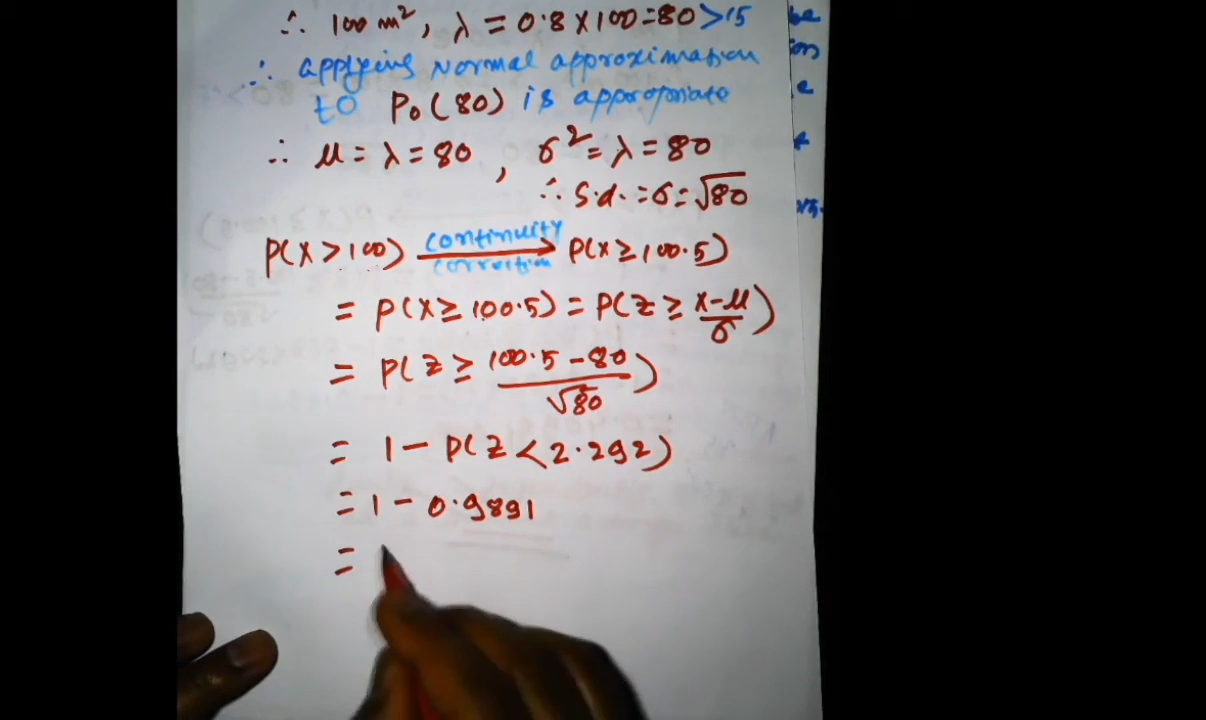 ∴ 100 m², λ = 0.8 × 100 = 80 > 15
∴ applying Normal approximation
to Po(80) is appropriate
∴ μ = λ = 80 , σ² = λ = 80
∴ S.d. = σ = √80
P(X > 100) continuity correction → P(X ≥ 100.5)
= P(X ≥ 100.5) = P(Z ≥ (x-μ)/σ)
= P(Z ≥ (100.5 - 80)/√80)
= 1 - P(Z < 2.292)
= 1 - 0.9891
=